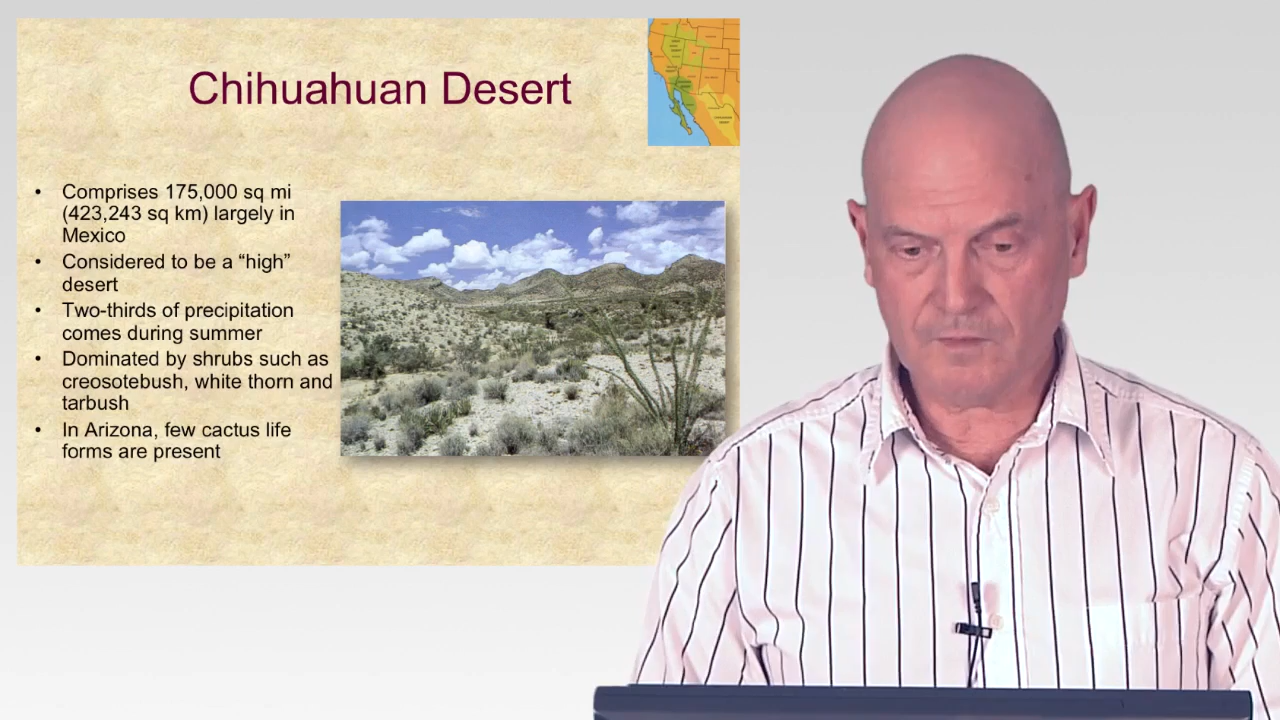 Chihuahuan Desert
• Comprises 175,000 sq mi
(423,243 sq km) largely in
Mexico
• Considered to be a “high”
desert
• Two-thirds of precipitation
comes during summer
• Dominated by shrubs such as
creosotebush, white thorn and
tarbush
• In Arizona, few cactus life
forms are present